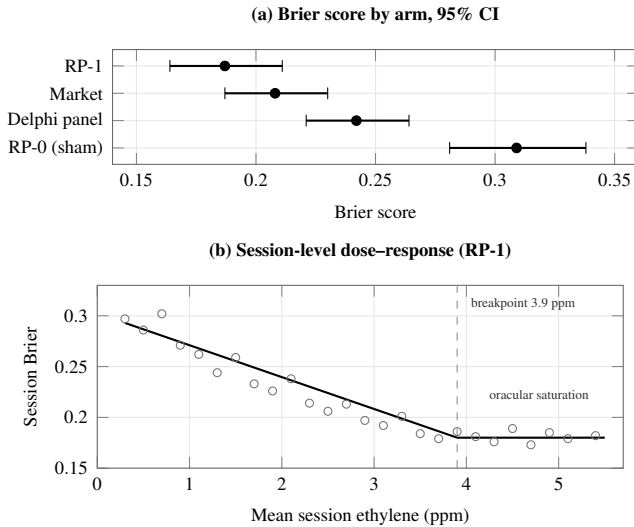 (a) Brier score by arm, 95% CI
RP-1
Market
Delphi panel
RP-0 (sham)
0.15 0.2 0.25 0.3 0.35
Brier score
(b) Session-level dose–response (RP-1)
breakpoint 3.9 ppm
0.3
0.25
oracular saturation
0.2
0.15
Session Brier
0 1 2 3 4 5
Mean session ethylene (ppm)